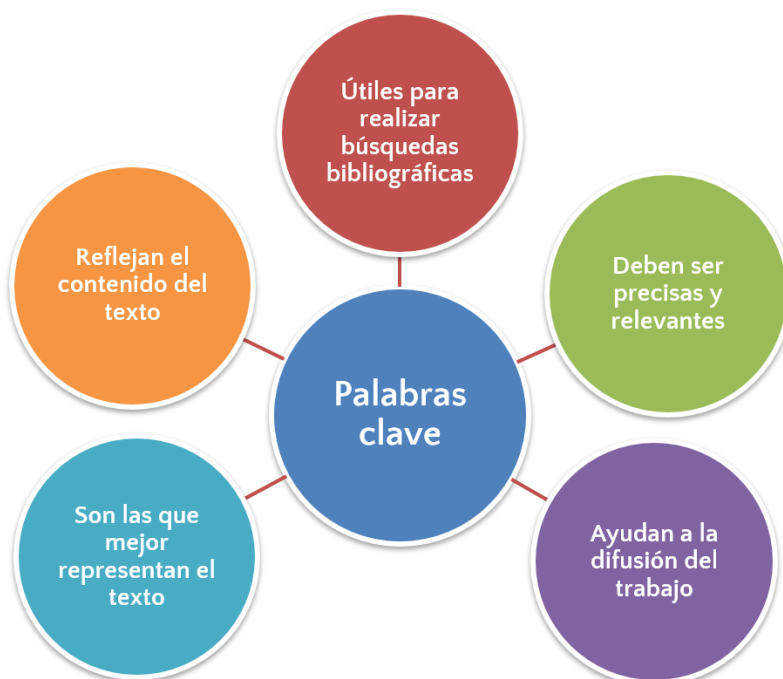 Útiles para
realizar
búsquedas
bibliográficas
Reflejan el
contenido del
texto
Deben ser
precisas y
relevantes
Palabras
clave
Son las que
mejor
representan el
texto
Ayudan a la
difusión del
trabajo